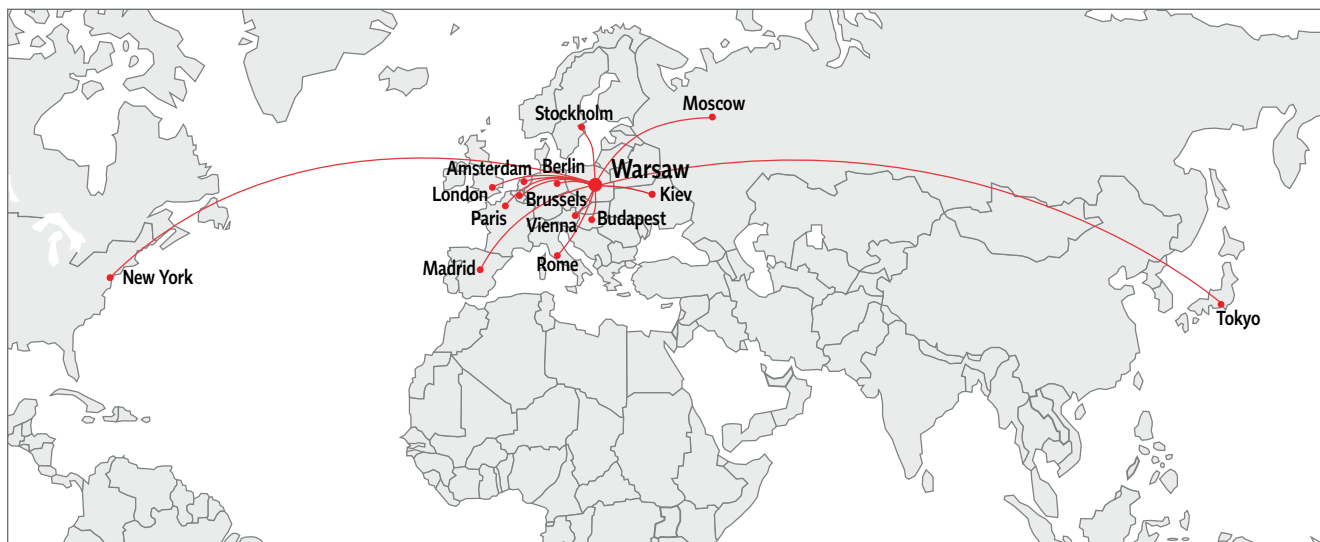 Stockholm
Moscow
Amsterdam
Berlin
Warsaw
London
Brussels
Kiev
Paris
Vienna
Budapest
Madrid
Rome
New York
Tokyo